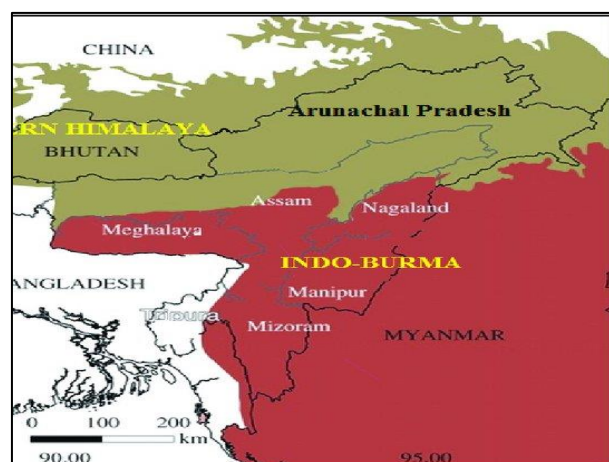 CHINA
Arunachal Pradesh
RN HIMALAYA
BHUTAN
Assam
Nagaland
Meghalaya
INDO-BURMA
ANGLADESH
Manipur
Tripura
Mizoram
MYANMAR
0 100 200
km
90.00 95.00